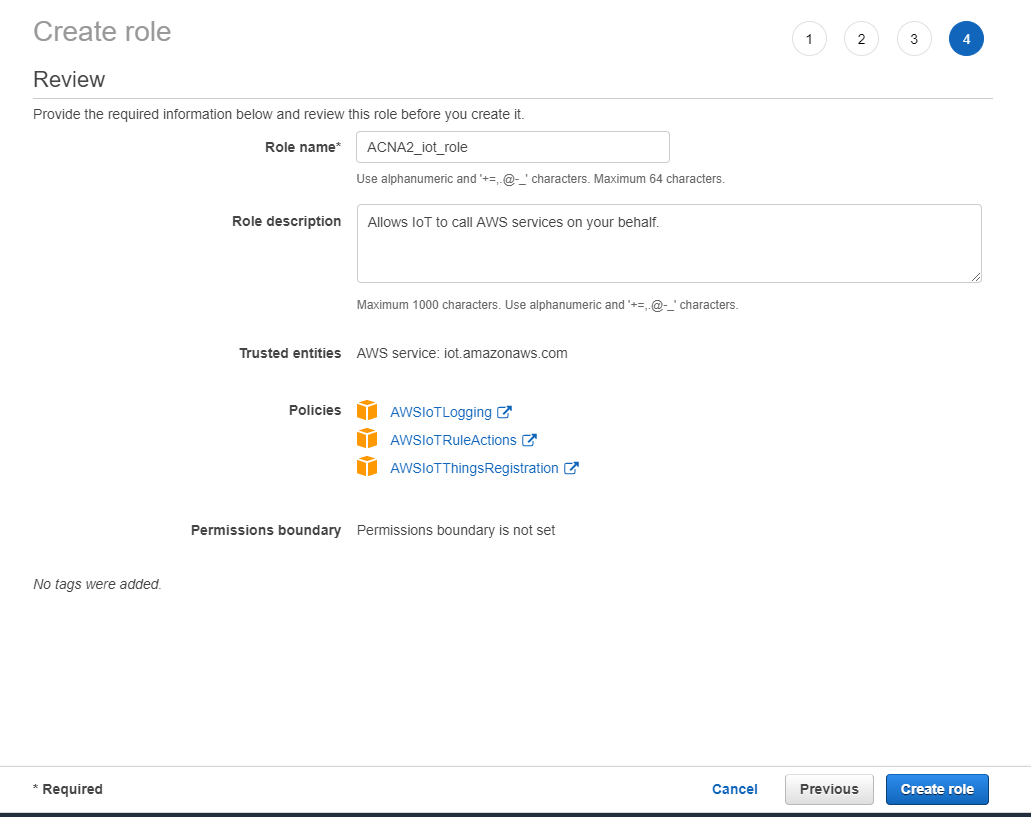 Create role
1 2 3 4
Review
Provide the required information below and review this role before you create it.
Role name* ACNA2_iot_role
Use alphanumeric and '+=,.@-_' characters. Maximum 64 characters.
Role description Allows IoT to call AWS services on your behalf.
Maximum 1000 characters. Use alphanumeric and '+=,.@-_' characters.
Trusted entities AWS service: iot.amazonaws.com
Policies AWSIoTLogging
AWSIoTRuleActions
AWSIoTThingsRegistration
Permissions boundary Permissions boundary is not set
No tags were added.
* Required Cancel Previous Create role